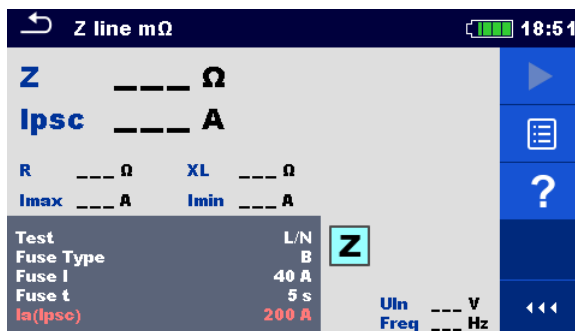 Z line mΩ 18:51
Z ___ Ω
Ipsc ___ A
R ___ Ω XL ___ Ω
Imax ___ A Imin ___ A
?
Test L/N
Fuse Type B
Fuse I 40 A
Fuse t 5 s
Ia(Ipsc) 200 A
Z
Uln ___ V
Freq ___ Hz